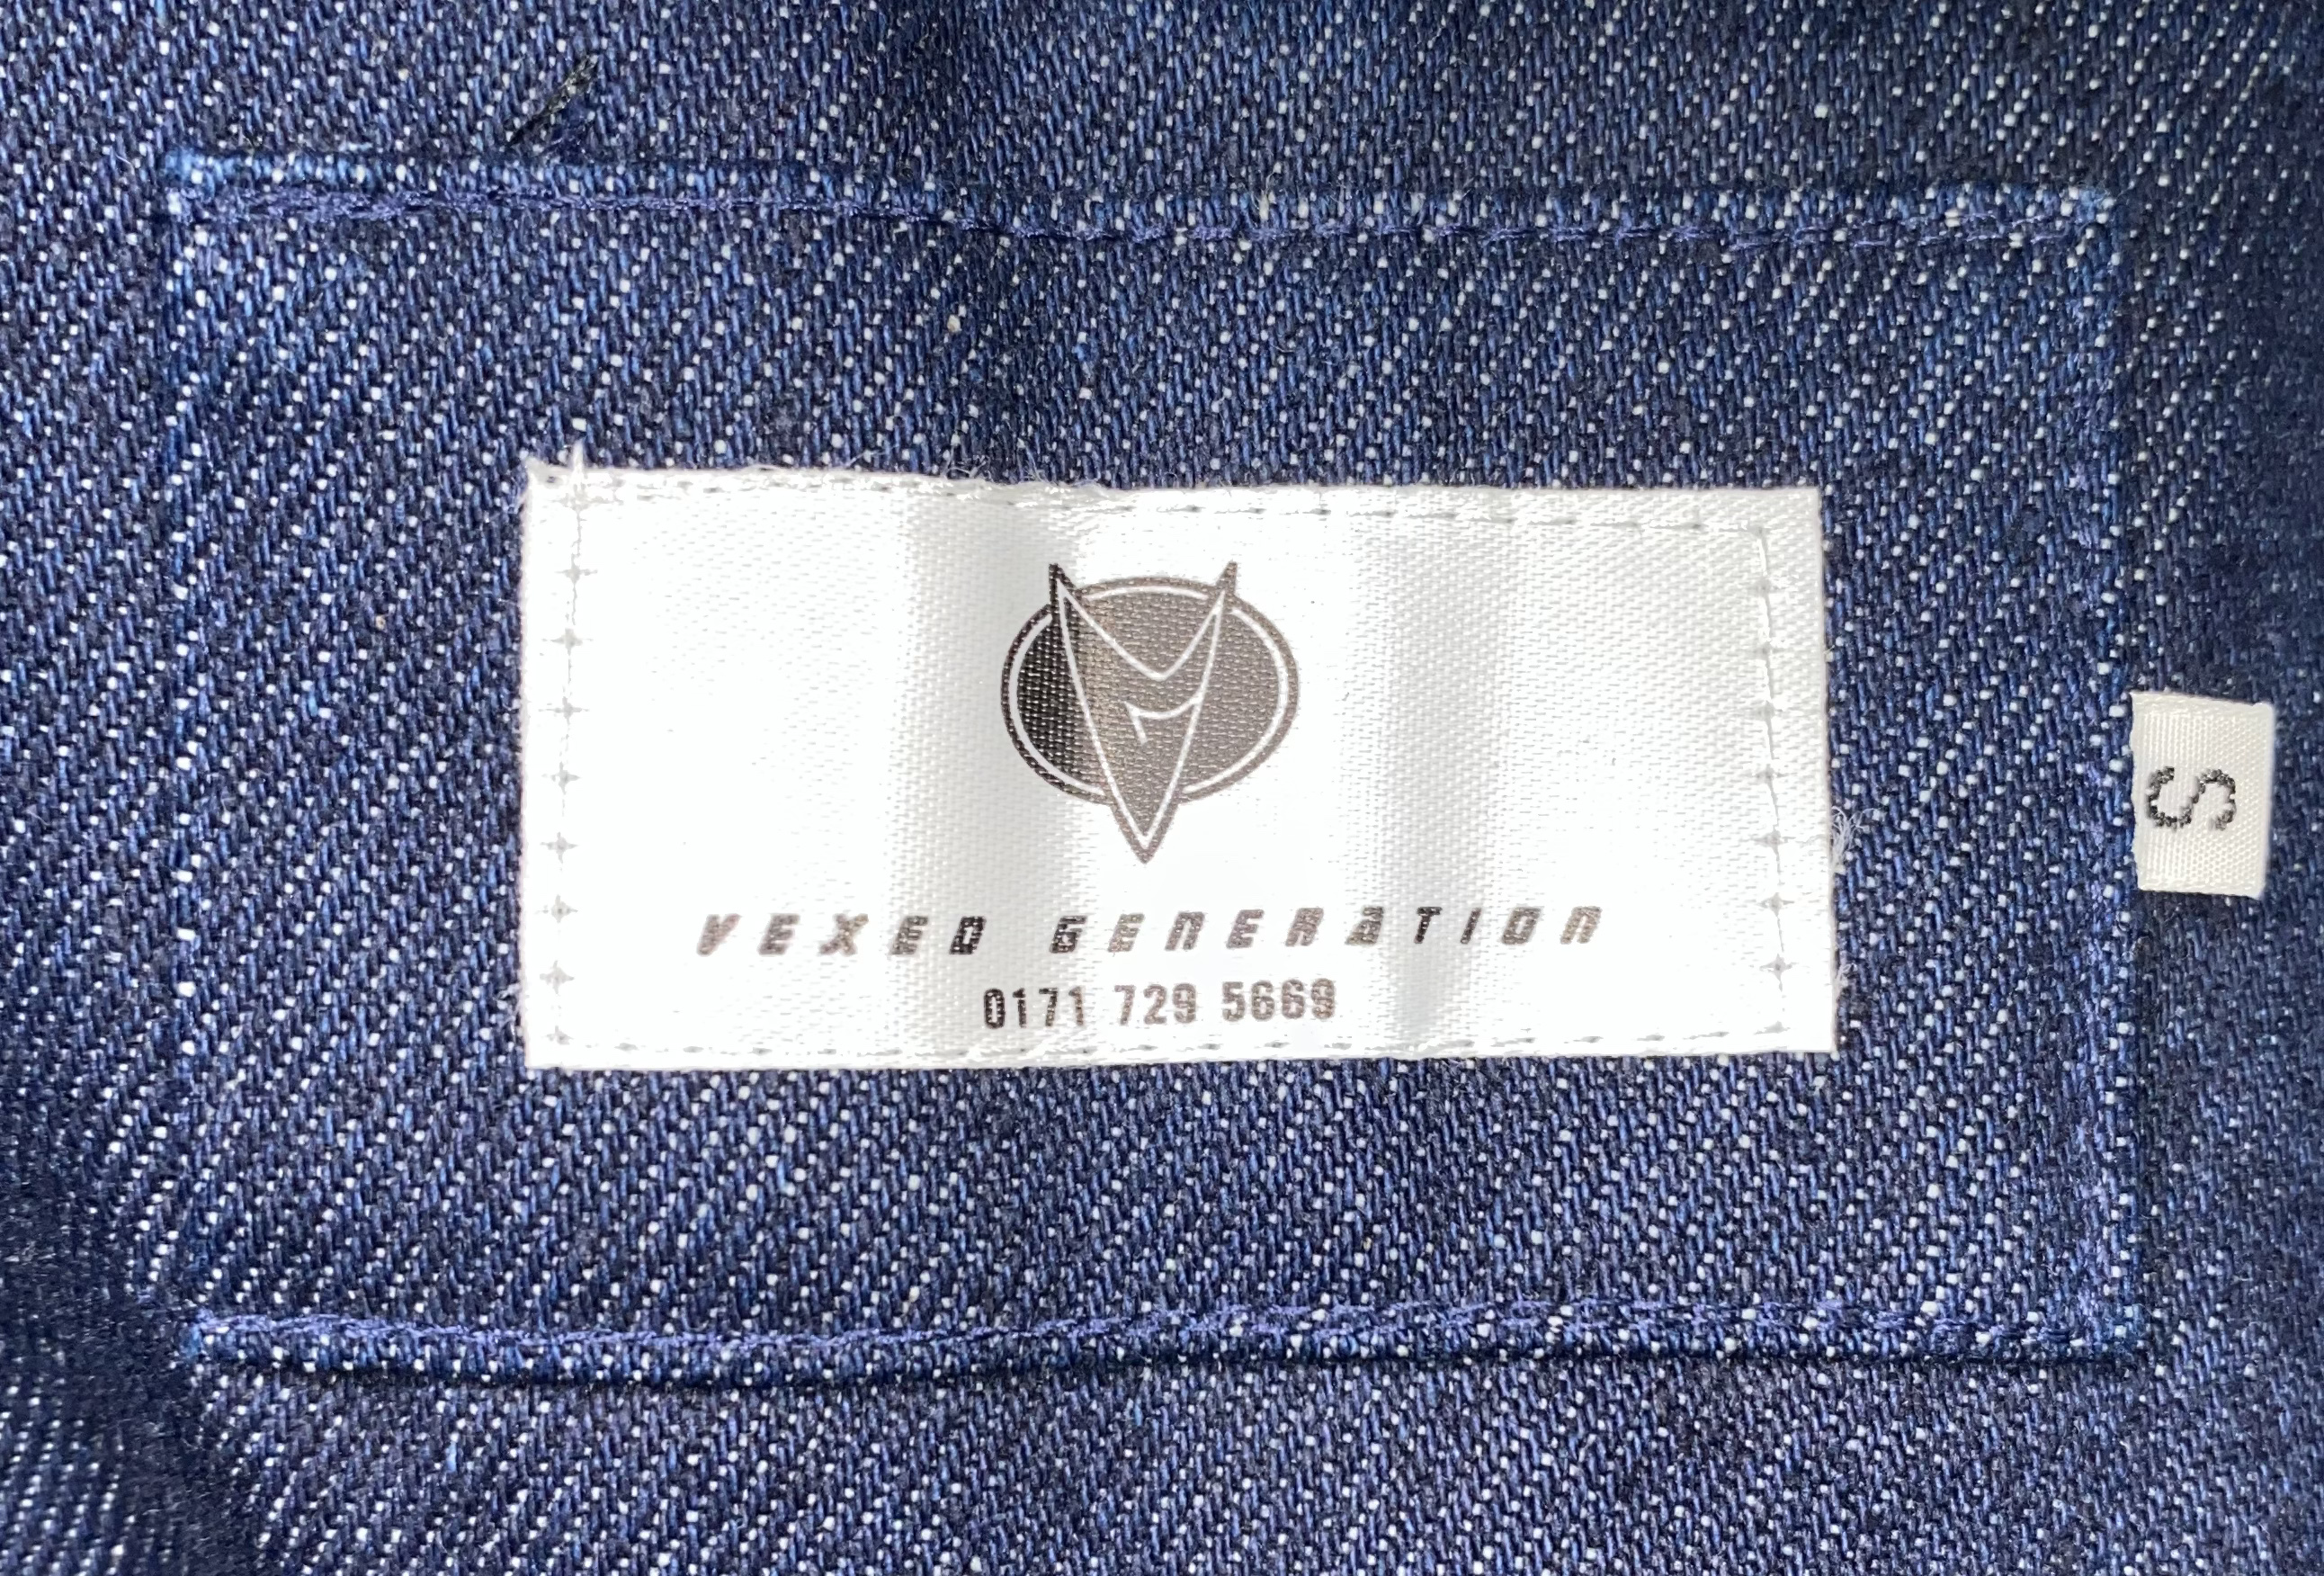 VEXED GENERATION
0171 729 5669
S